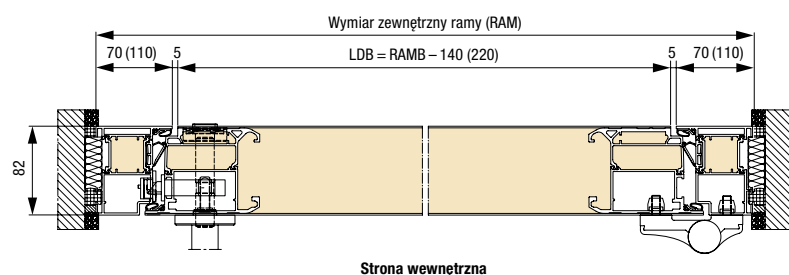 Wymiar zewnętrzny ramy (RAM)
70 (110) 5 LDB = RAMB – 140 (220) 5 70 (110)
82
Strona wewnętrzna